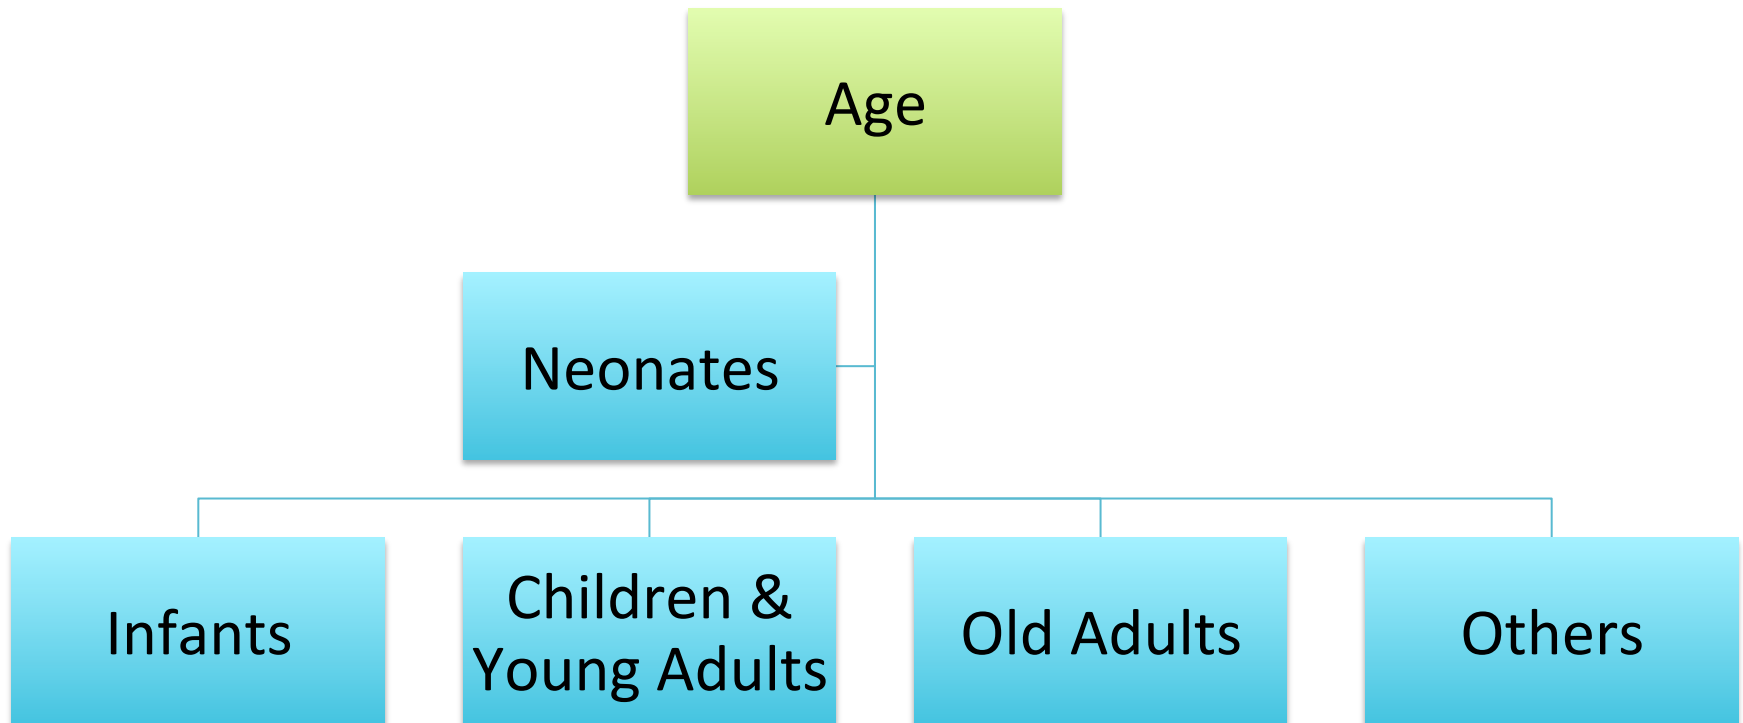 Age
Neonates
Infants
Children &
Young Adults
Old Adults
Others